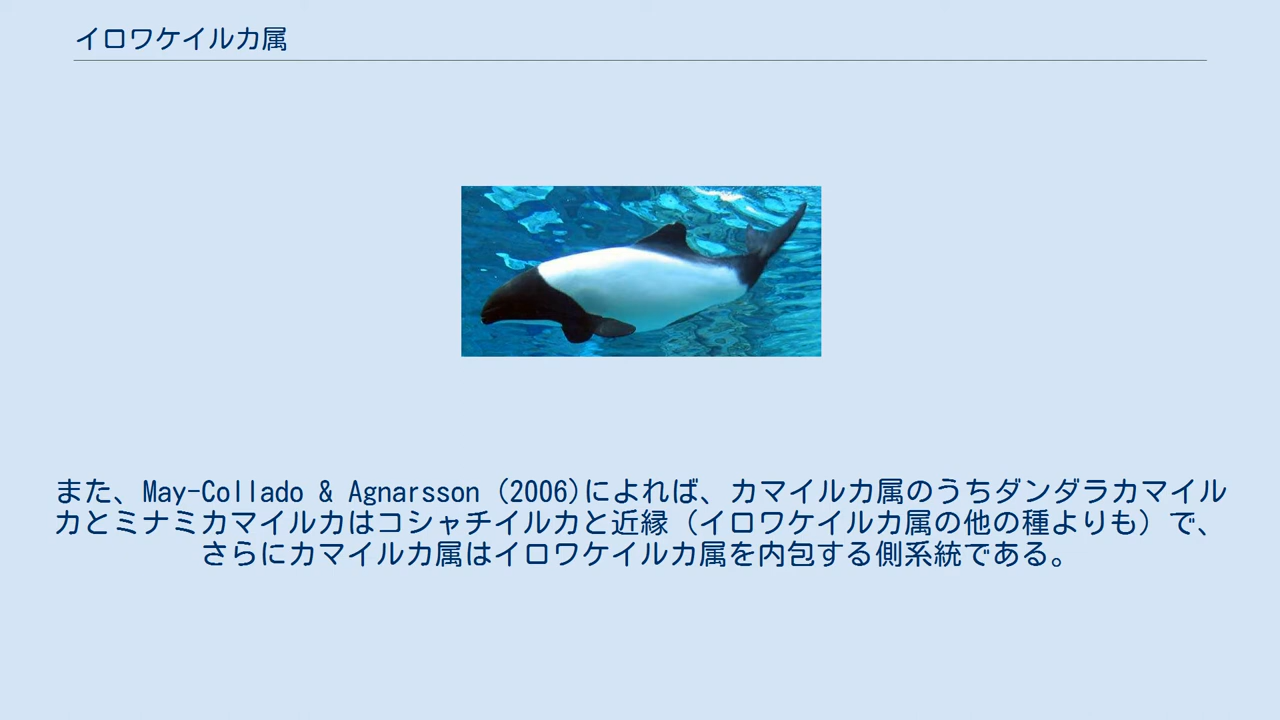 イロワケイルカ属
また、May-Collado & Agnarsson (2006)によれば、カマイルカ属のうちダンダラカマイル
カとミナミカマイルカはコシャチイルカと近縁（イロワケイルカ属の他の種よりも）で、
さらにカマイルカ属はイロワケイルカ属を内包する側系統である。